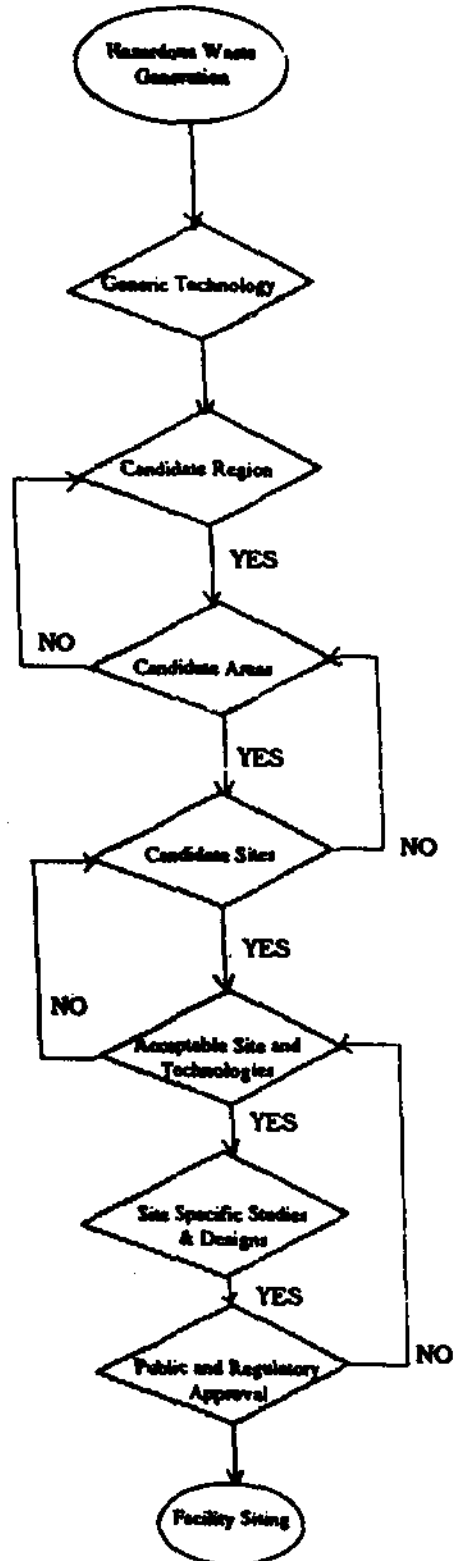 Hazardous Waste
Generation
Generic Technology
Candidate Region
YES
NO
Candidate Areas
YES
Candidate Sites
NO
YES
NO
Acceptable Site and
Technologies
YES
Site Specific Studies
& Designs
YES
Public and Regulatory
Approval
NO
Facility Siting